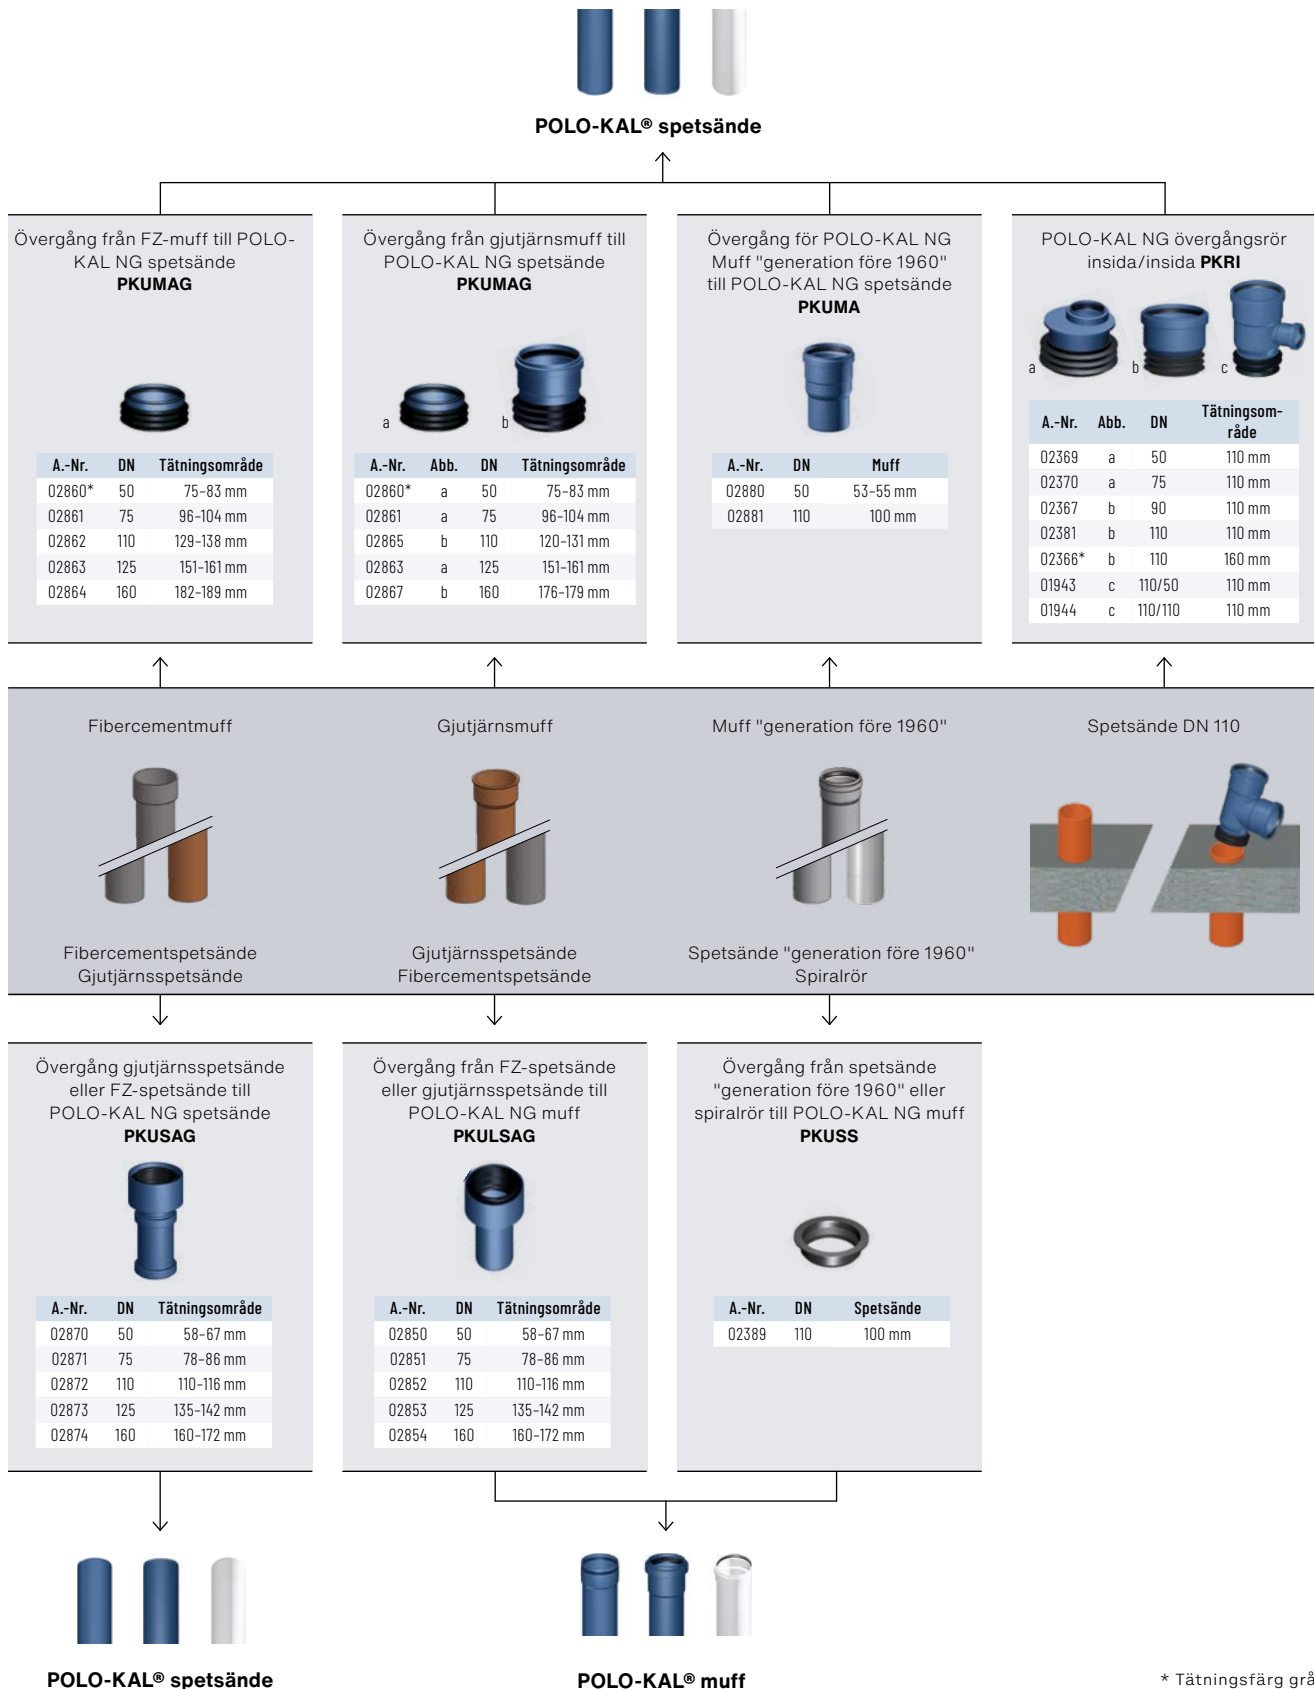 POLO-KAL® spetsände
Övergång från FZ-muff till POLO-
KAL NG spetsände
PKUMAG
A.-Nr. DN Tätningsområde
02860* 50 75–83 mm
02861 75 96–104 mm
02862 110 129–138 mm
02863 125 151–161 mm
02864 160 182–189 mm
Övergång från gjutjärnsmuff till
POLO-KAL NG spetsände
PKUMAG
a b
A.-Nr. Abb. DN Tätningsområde
02860* a 50 75–83 mm
02861 a 75 96–104 mm
02865 b 110 120–131 mm
02863 a 125 151–161 mm
02867 b 160 176–179 mm
Övergång för POLO-KAL NG
Muff "generation före 1960"
till POLO-KAL NG spetsände
PKUMA
A.-Nr. DN Muff
02880 50 53–55 mm
02881 110 100 mm
POLO-KAL NG övergångsrör
insida/insida PKRI
a b c
A.-Nr. Abb. DN Tätningsom-
råde
02369 a 50 110 mm
02370 a 75 110 mm
02367 b 90 110 mm
02381 b 110 110 mm
02366* b 110 160 mm
01943 c 110/50 110 mm
01944 c 110/110 110 mm
Fibercementmuff
Gjutjärnsmuff
Muff "generation före 1960"
Spetsände DN 110
Fibercementspetsände
Gjutjärnsspetsände
Gjutjärnsspetsände
Fibercementspetsände
Spetsände "generation före 1960"
Spiralrör
Övergång gjutjärnsspetsände
eller FZ-spetsände till
POLO-KAL NG spetsände
PKUSAG
A.-Nr. DN Tätningsområde
02870 50 58–67 mm
02871 75 78–86 mm
02872 110 110–116 mm
02873 125 135–142 mm
02874 160 160–172 mm
Övergång från FZ-spetsände
eller gjutjärnsspetsände till
POLO-KAL NG muff
PKULSAG
A.-Nr. DN Tätningsområde
02850 50 58–67 mm
02851 75 78–86 mm
02852 110 110–116 mm
02853 125 135–142 mm
02854 160 160–172 mm
Övergång från spetsände
"generation före 1960" eller
spiralrör till POLO-KAL NG muff
PKUSS
A.-Nr. DN Spetsände
02389 110 100 mm
POLO-KAL® spetsände
POLO-KAL® muff
* Tätningsfärg grå